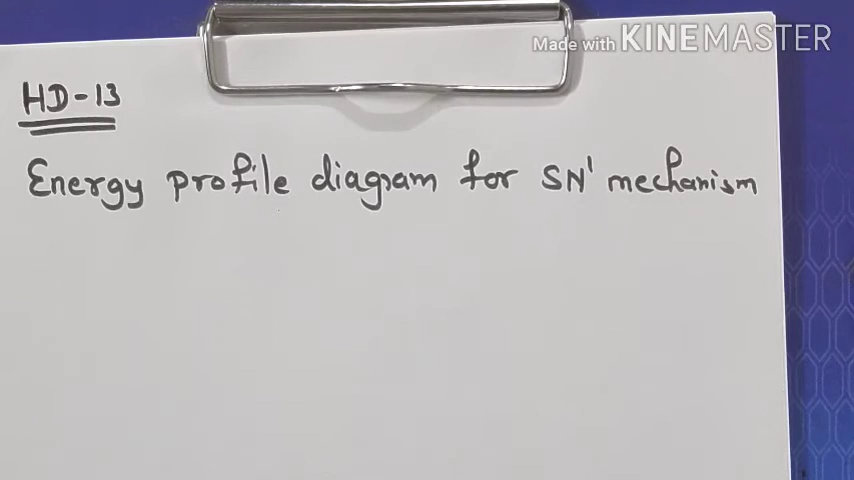 Made with KINEMASTER
HD-13
Energy profile diagram for SN' mechanism